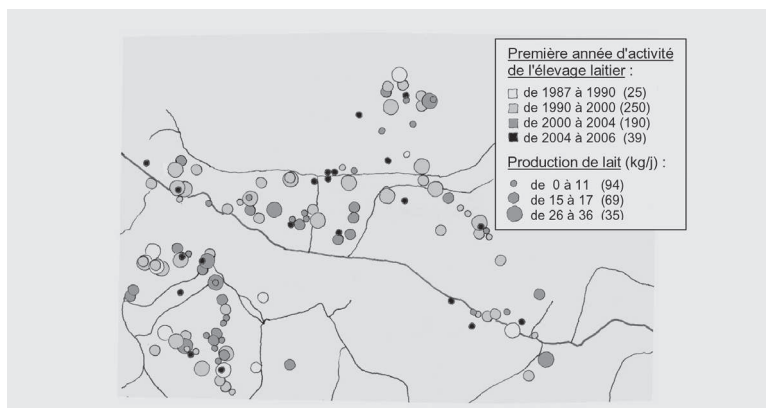 Première année d'activité
de l'élevage laitier :
de 1987 à 1990 (25)
de 1990 à 2000 (250)
de 2000 à 2004 (190)
de 2004 à 2006 (39)
Production de lait (kg/j) :
de 0 à 11 (94)
de 15 à 17 (69)
de 26 à 36 (35)